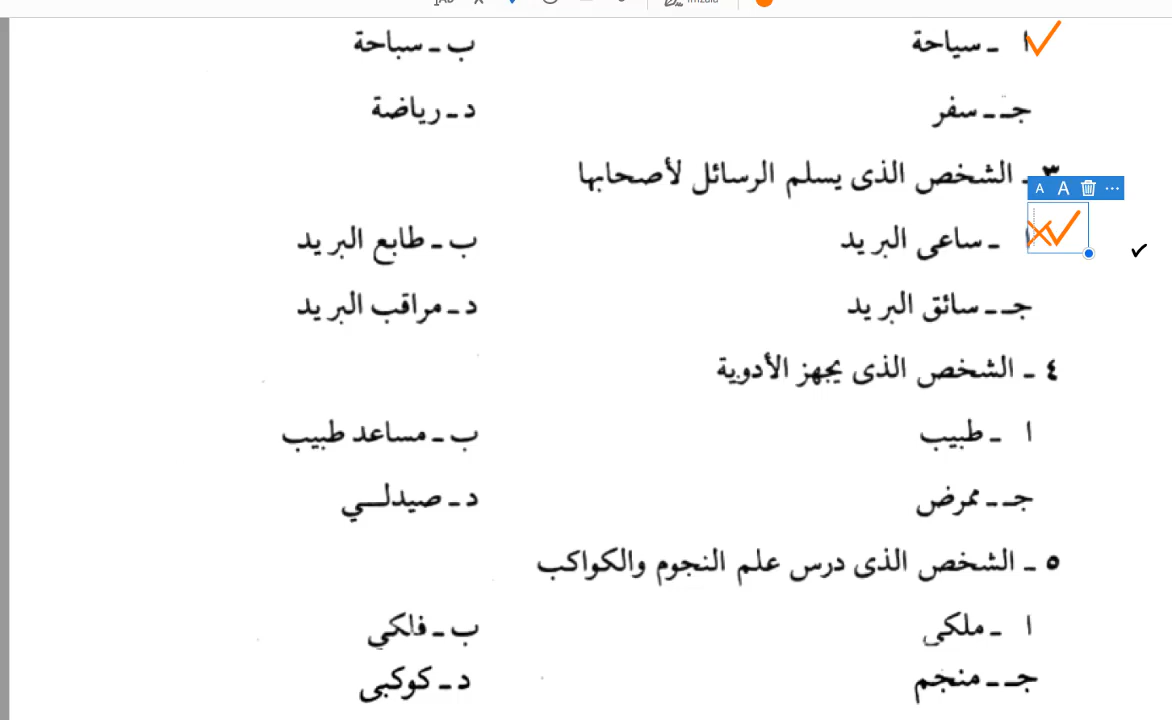 ا ـ سياحة ب ـ سباحة
جـ ـ سفر د ـ رياضة
٣ ـ الشخص الذى يسلم الرسائل لأصحابها
ا ـ ساعى البريد ب ـ طابع البريد
جـ ـ سائق البريد د ـ مراقب البريد
٤ ـ الشخص الذى يجهز الأدوية
ا ـ طبيب ب ـ مساعد طبيب
جـ ـ ممرض د ـ صيدلـي
٥ ـ الشخص الذى درس علم النجوم والكواكب
ا ـ ملكى ب ـ فلكي
جـ ـ منجم د ـ كوكبى